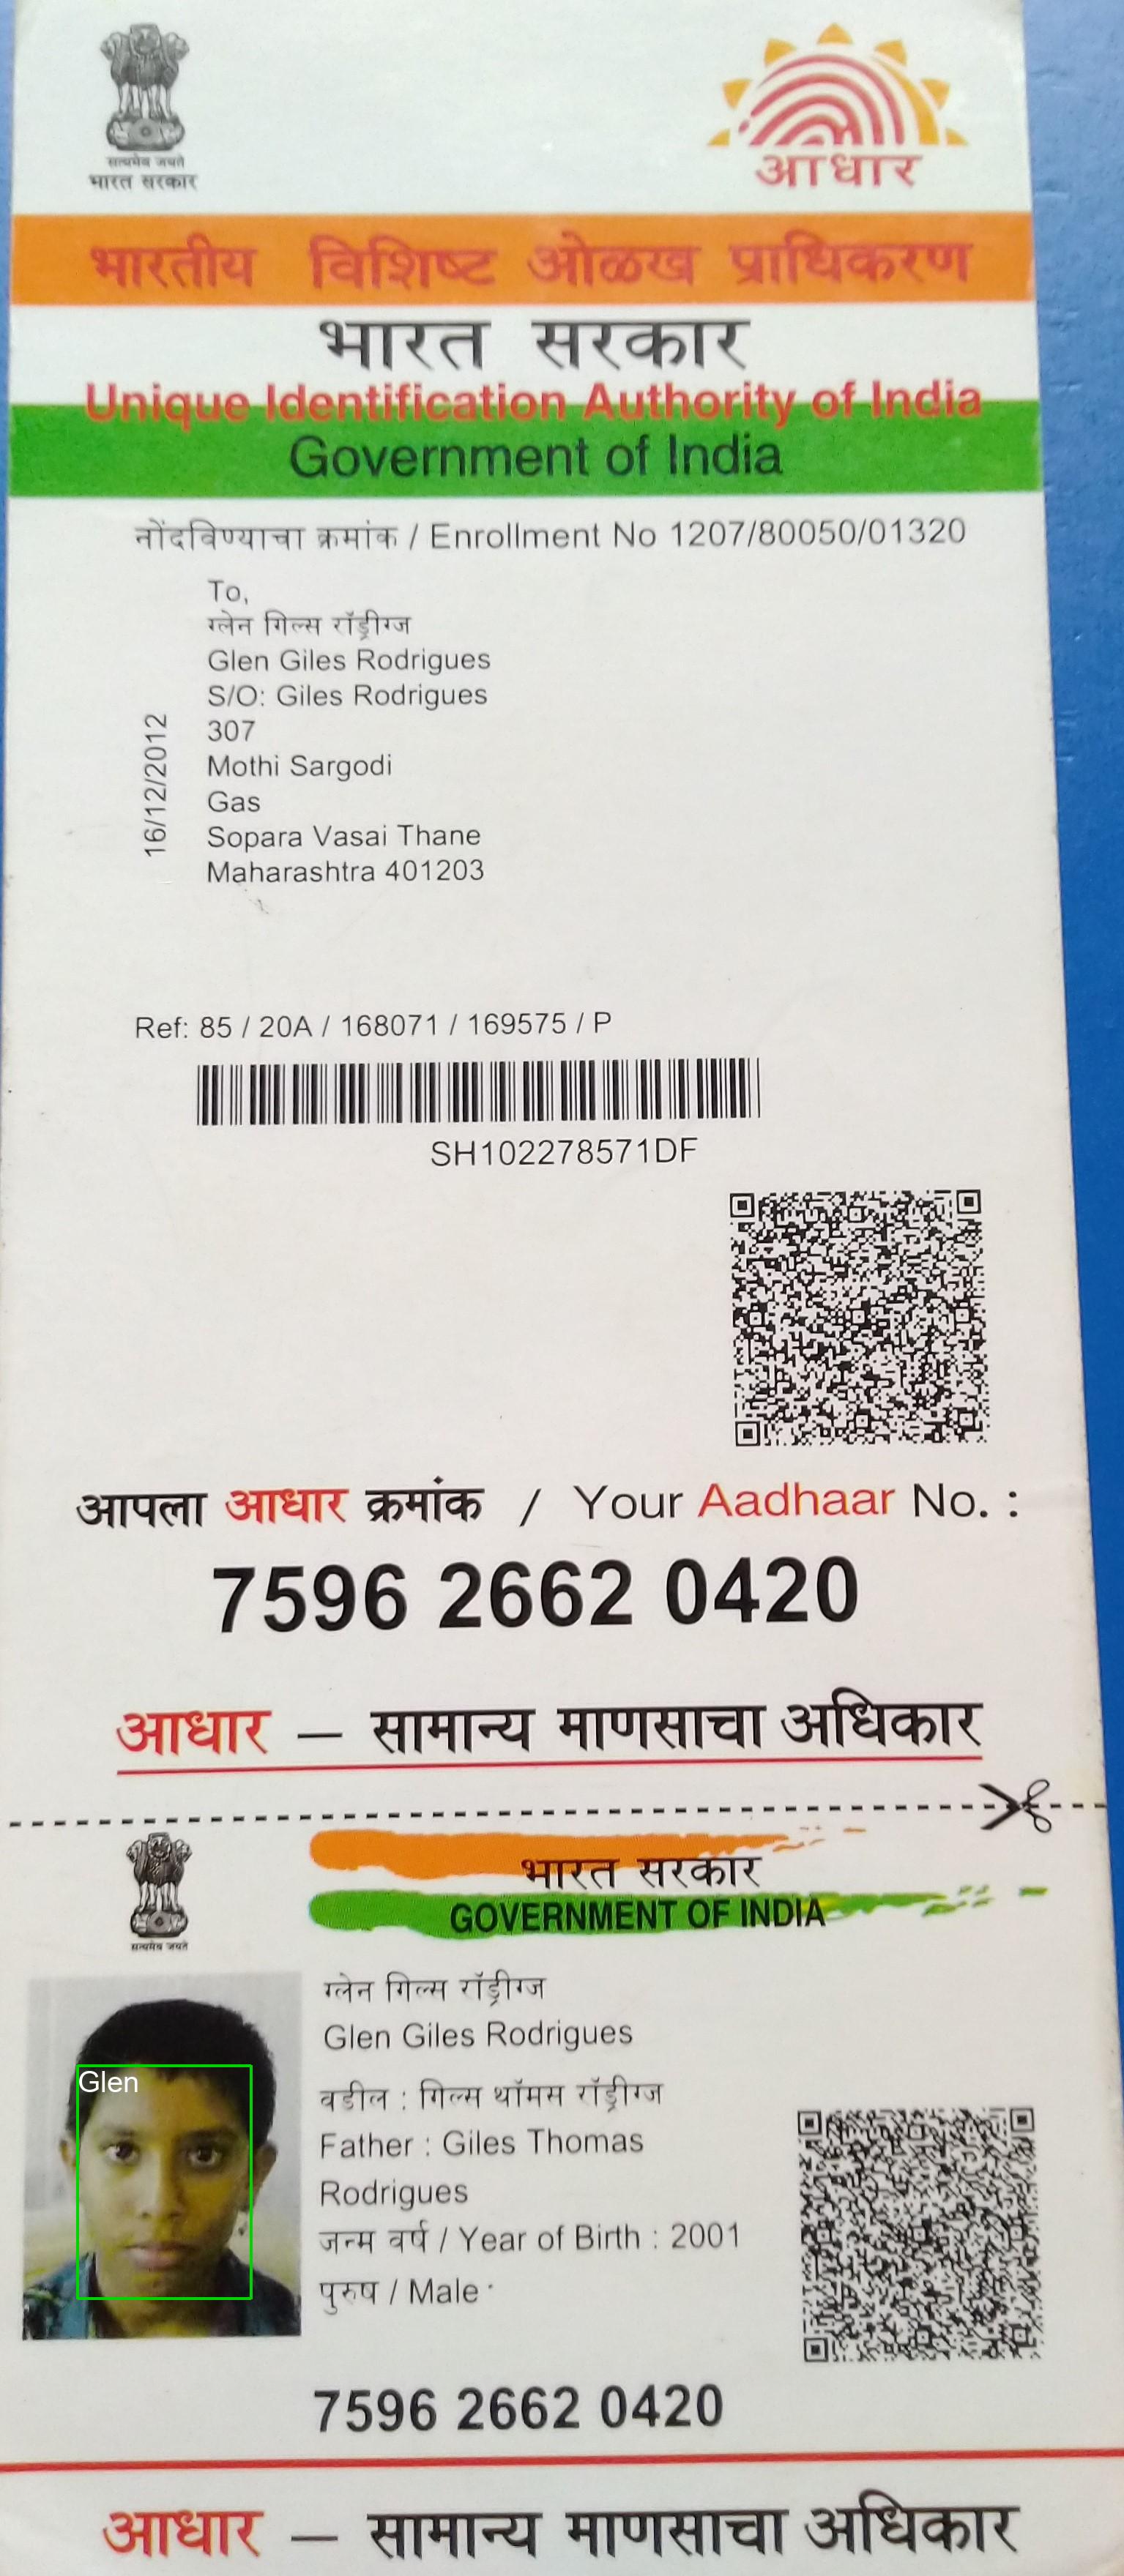 सत्यमेव जयते
भारत सरकार
आधार
भारतीय विशिष्ट ओळख प्राधिकरण
भारत सरकार
Unique Identification Authority of India
Government of India
नोंदविण्याचा क्रमांक / Enrollment No 1207/80050/01320
To,
ग्लेन गिल्स रॉड्रीग्ज
Glen Giles Rodrigues
S/O: Giles Rodrigues
307
Mothi Sargodi
Gas
Sopara Vasai Thane
Maharashtra 401203
16/12/2012
Ref: 85 / 20A / 168071 / 169575 / P
SH102278571DF
आपला आधार क्रमांक / Your Aadhaar No. :
7596 2662 0420
आधार — सामान्य माणसाचा अधिकार
सत्यमेव जयते
भारत सरकार
GOVERNMENT OF INDIA
Glen
ग्लेन गिल्स रॉड्रीग्ज
Glen Giles Rodrigues
वडील : गिल्स थॉमस रॉड्रीग्ज
Father : Giles Thomas
Rodrigues
जन्म वर्ष / Year of Birth : 2001
पुरुष / Male
7596 2662 0420
आधार — सामान्य माणसाचा अधिकार